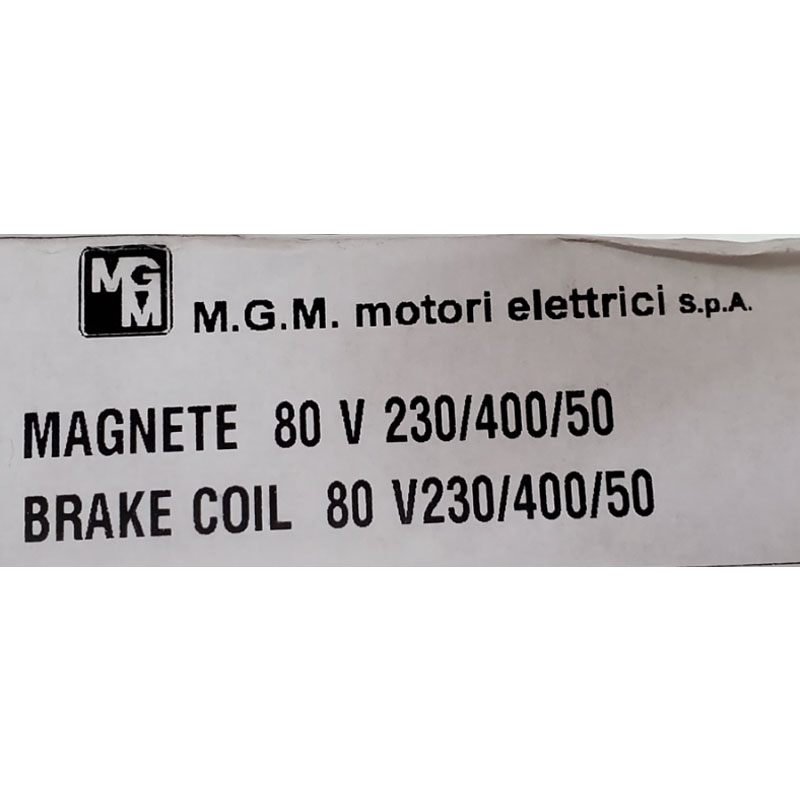 MGM
M.G.M. motori elettrici s.p.A.
MAGNETE 80 V 230/400/50
BRAKE COIL 80 V230/400/50